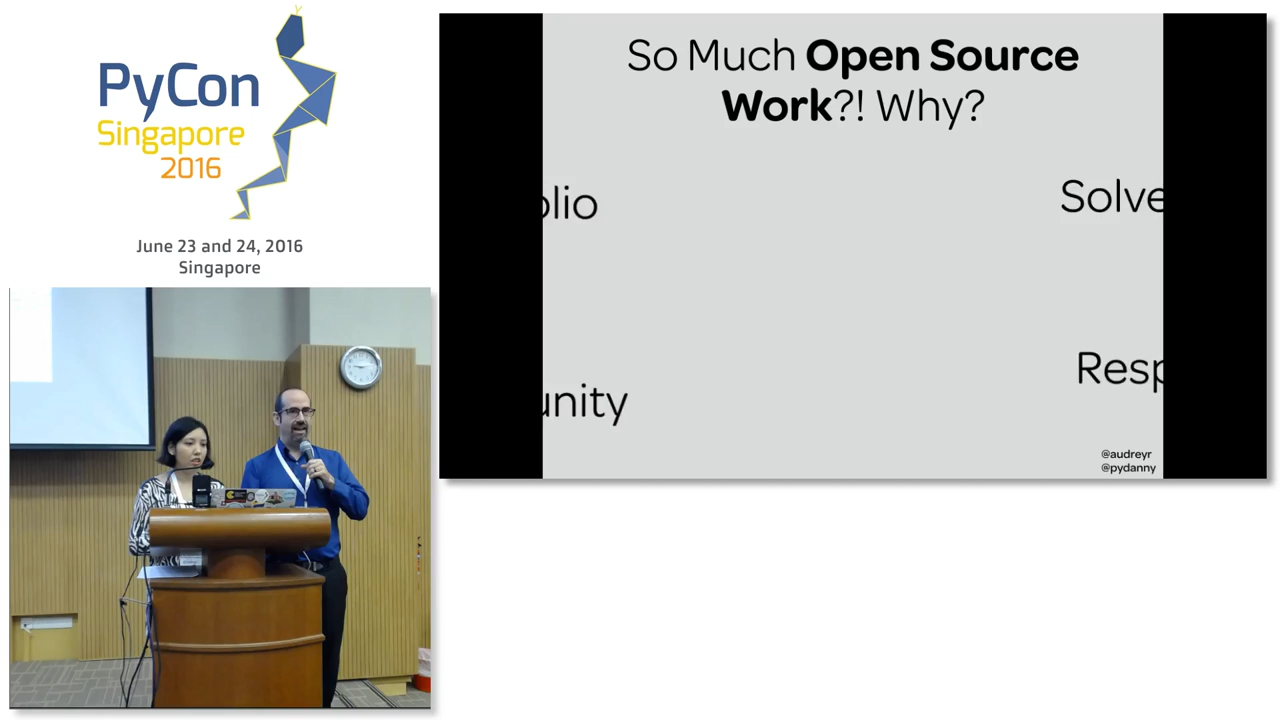 PyCon
Singapore
2016
June 23 and 24, 2016
Singapore
So Much Open Source
Work?! Why?
olio
Solve
unity
Resp
@audreyr
@pydanny